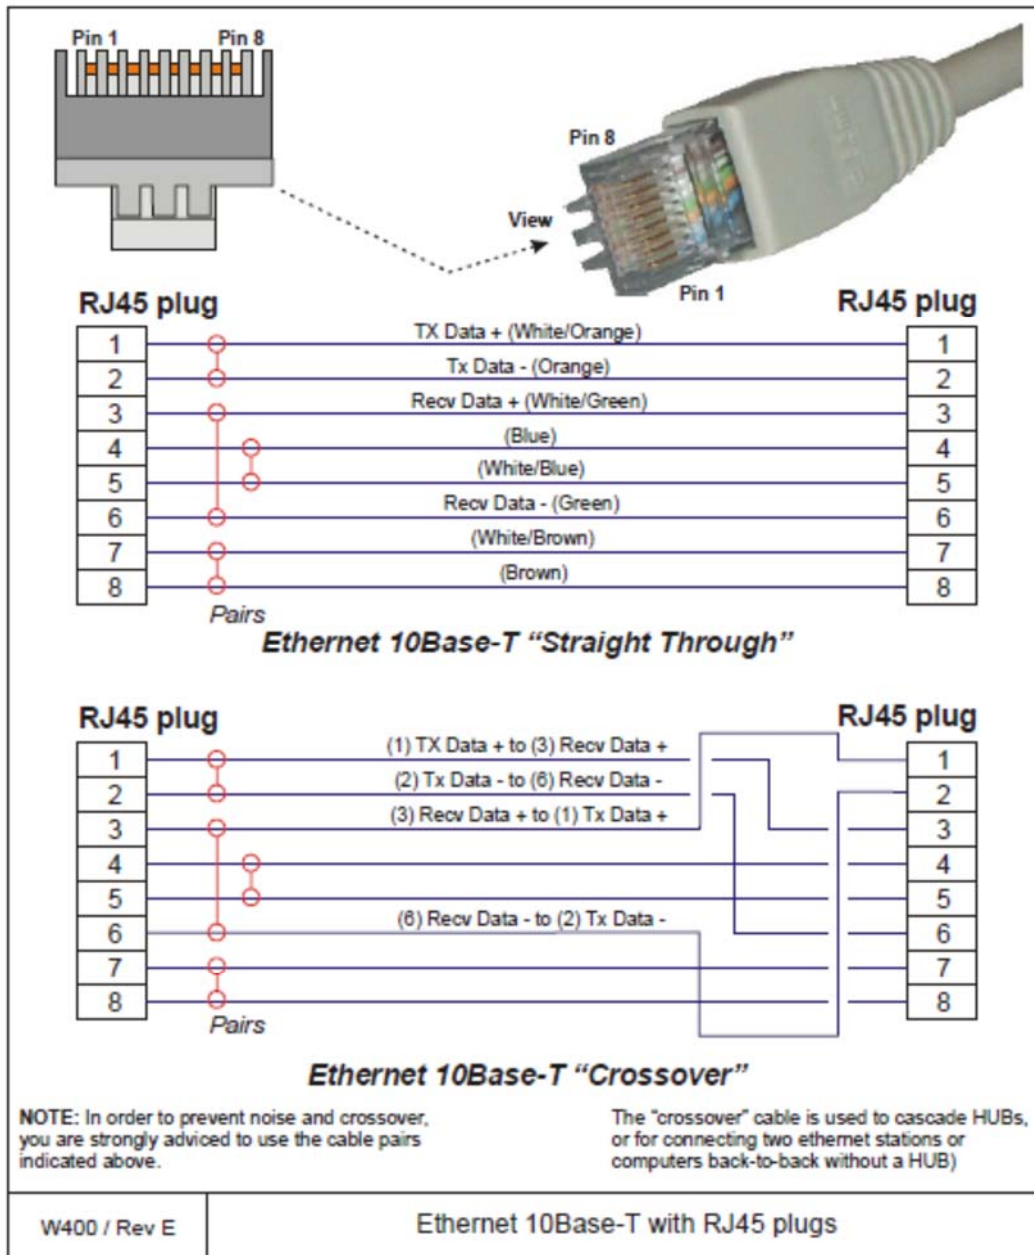 Pin 1
Pin 8
Pin 8
View
Pin 1
RJ45 plug
RJ45 plug
1
TX Data + (White/Orange)
1
2
Tx Data - (Orange)
2
3
Recv Data + (White/Green)
3
4
(Blue)
4
5
(White/Blue)
5
6
Recv Data - (Green)
6
7
(White/Brown)
7
8
(Brown)
8
Pairs
Ethernet 10Base-T “Straight Through”
RJ45 plug
RJ45 plug
1
(1) TX Data + to (3) Recv Data +
1
2
(2) Tx Data - to (6) Recv Data -
2
3
(3) Recv Data + to (1) Tx Data +
3
4
4
5
5
6
(6) Recv Data - to (2) Tx Data -
6
7
7
8
8
Pairs
Ethernet 10Base-T “Crossover”
NOTE: In order to prevent noise and crossover,
you are strongly adviced to use the cable pairs
indicated above.
The "crossover" cable is used to cascade HUBs,
or for connecting two ethernet stations or
computers back-to-back without a HUB)
W400 / Rev E
Ethernet 10Base-T with RJ45 plugs